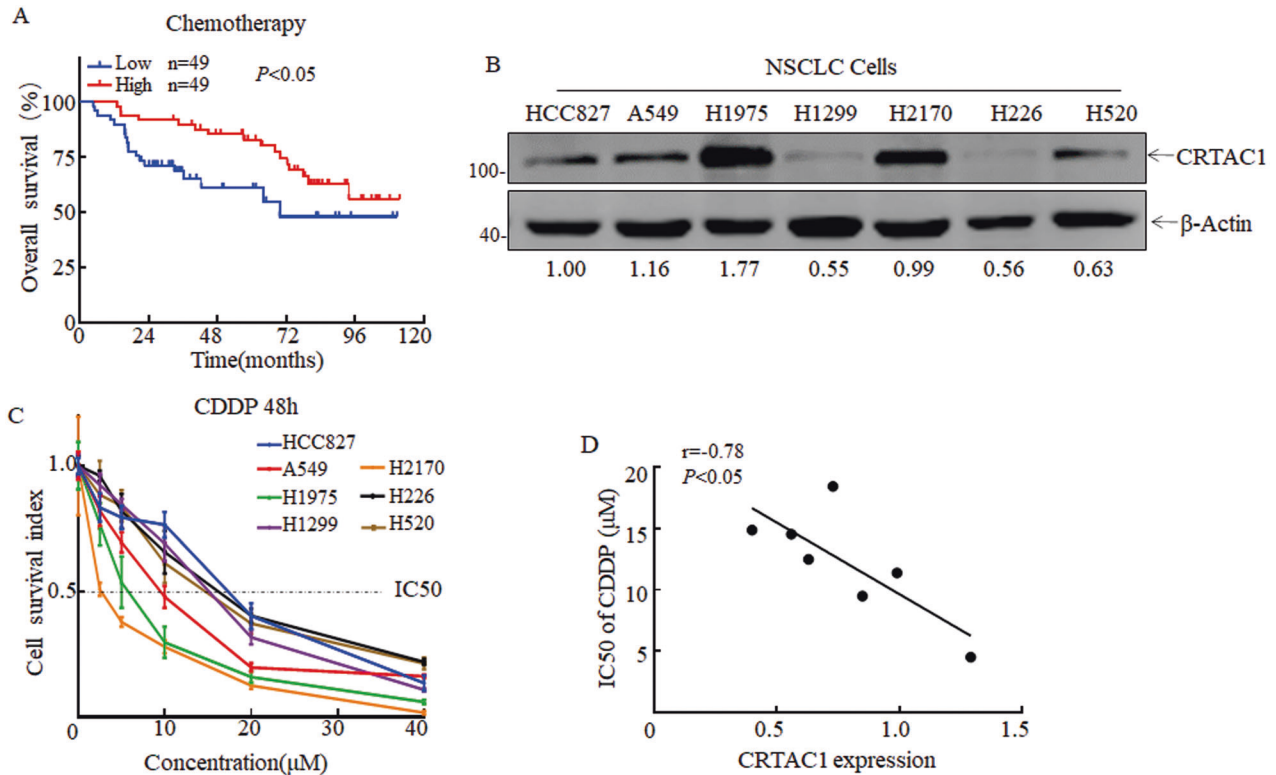 A
Chemotherapy
Low n=49
High n=49
P<0.05
Overall survival (%)
100
75
50
25
0
0 24 48 72 96 120
Time(months)
B
NSCLC Cells
HCC827 A549 H1975 H1299 H2170 H226 H520
100-
←CRTAC1
40-
←β-Actin
1.00 1.16 1.77 0.55 0.99 0.56 0.63
C
CDDP 48h
HCC827
A549
H1975
H1299
H2170
H226
H520
Cell survival index
1.0
0.5
IC50
0 10 20 30 40
Concentration(μM)
D
r=-0.78
P<0.05
IC50 of CDDP (μM)
20
15
10
5
0 0.5 1.0 1.5
CRTAC1 expression